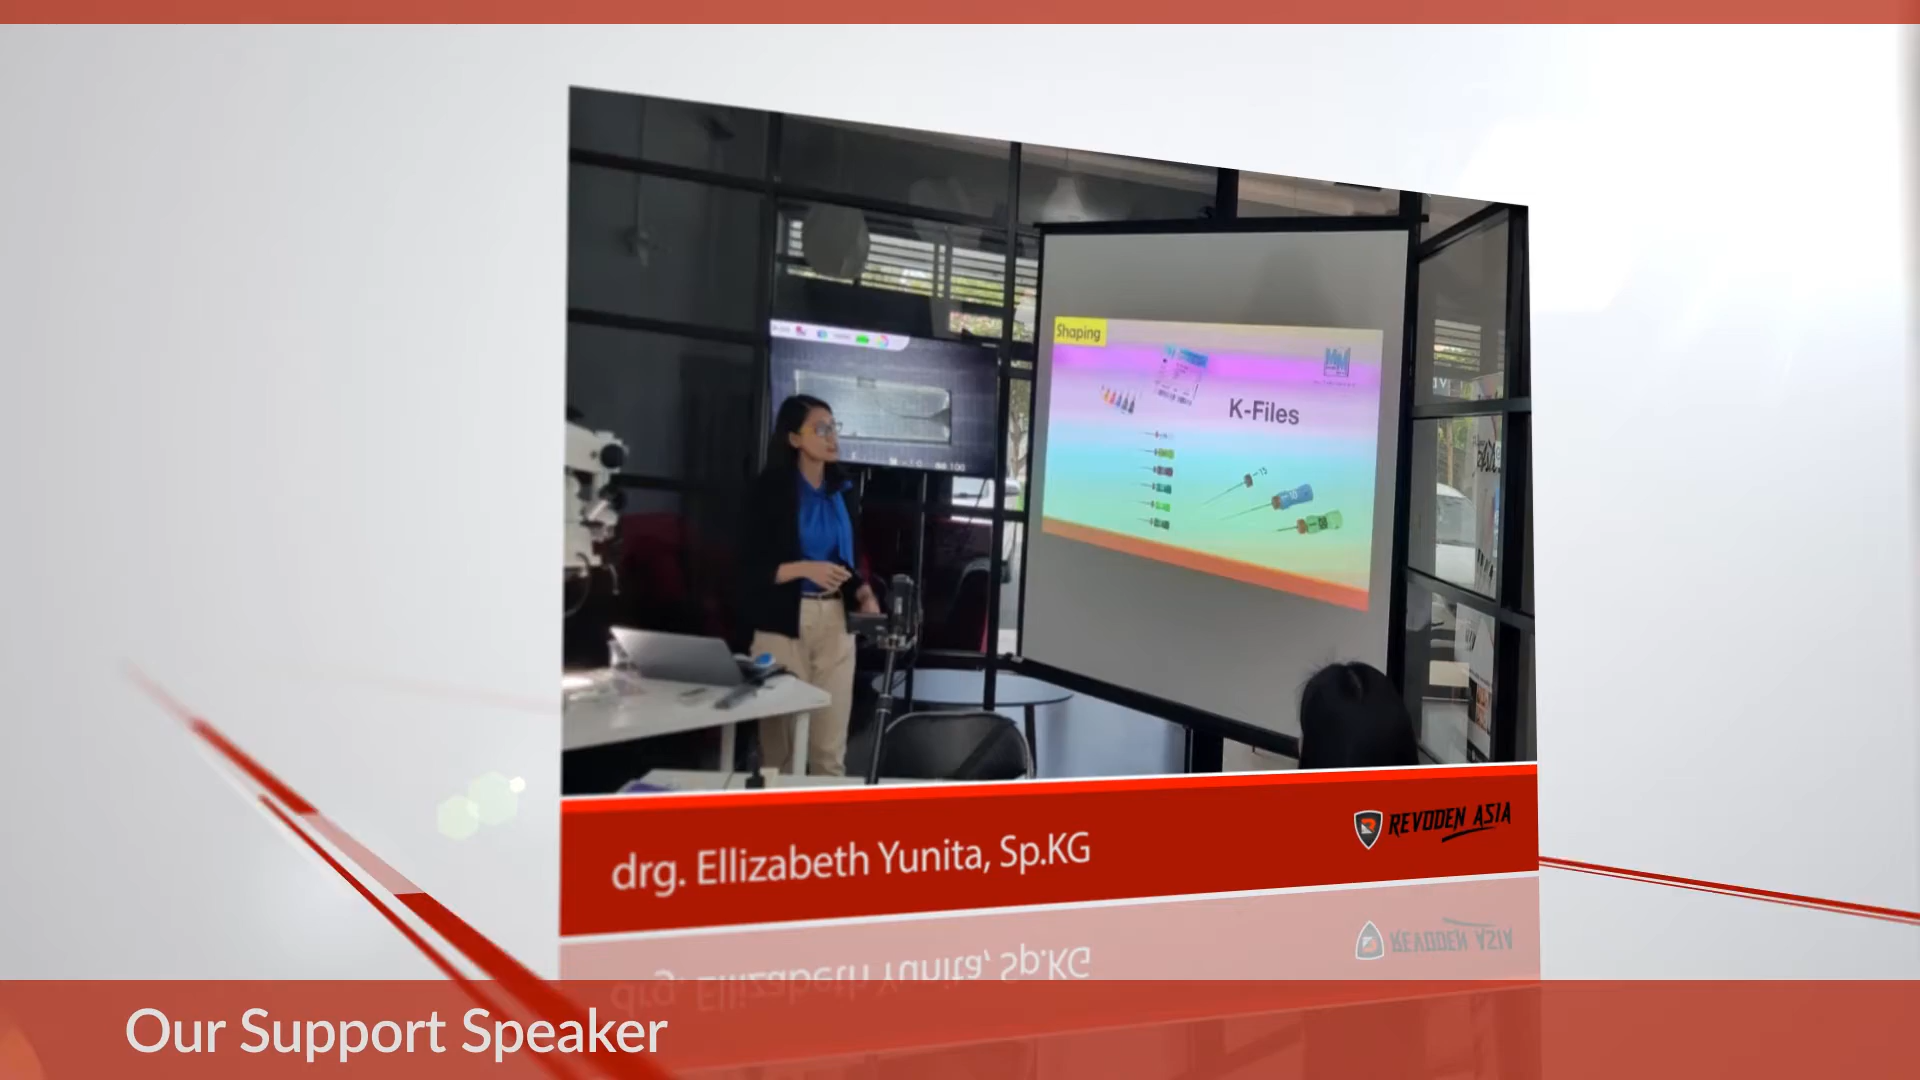 Shaping
K-Files
drg. Ellizabeth Yunita, Sp.KG
REVODEN ASIA
Our Support Speaker